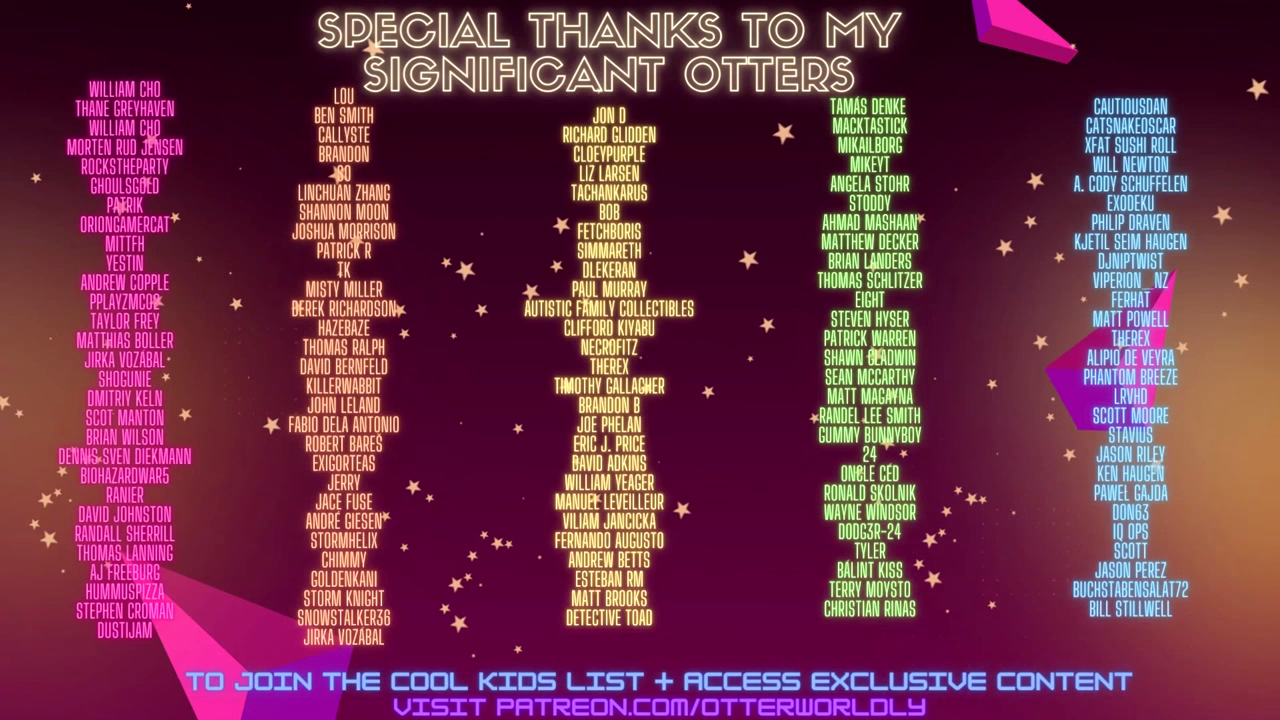 SPECIAL THANKS TO MY
SIGNIFICANT OTTERS
WILLIAM CHO
THANE GREYHAVEN
WILLIAM CHO
MORTEN RUD JENSEN
ROCKSTHEPARTY
GHOULSGOED
PATRIK
ORIONGAMERCAT
MITTFH
YESTIN
ANDREW COPPLE
PPLAYZMC02
TAYLOR FREY
MATTHIAS BOLLER
JIRKA VOZÁBAL
SHOGUNIE
DMITRIY KELN
SCOT MANTON
BRIAN WILSON
DENNIS SVEN DIEKMANN
BIOHAZARDWAR5
RANIER
DAVID JOHNSTON
RANDALL SHERRILL
THOMAS LANNING
AJ FREEBURG
HUMMUSPIZZA
STEPHEN CROMAN
DUSTIJAM
LOU
BEN SMITH
CALLYSTE
BRANDON
LINCHUAN ZHANG
SHANNON MOON
JOSHUA MORRISON
PATRICK R
TK
MISTY MILLER
DEREK RICHARDSON
HAZEBAZE
THOMAS RALPH
DAVID BERNFELD
KILLERWABBIT
JOHN LELAND
FABIO DELA ANTONIO
ROBERT BAREŠ
EXIGORTEAS
JERRY
JACE FUSE
ANDRÉ GIESEN
STORMHELIX
CHIMMY
GOLDENKANI
STORM KNIGHT
SNOWSTALKER36
JIRKA VOZÁBAL
JON D
RICHARD GLIDDEN
CLOEYPURPLE
LIZ LARSEN
TACHANKARUS
BOB
FETCHBORIS
SIMMARETH
DLEKERAN
PAUL MURRAY
AUTISTIC FAMILY COLLECTIBLES
CLIFFORD KIYABU
NECROFITZ
THEREX
TIMOTHY GALLAGHER
BRANDON B
JOE PHELAN
ERIC J. PRICE
DAVID ADKINS
WILLIAM YEAGER
MANUEL LEVEILLEUR
VILIAM JANCICKA
FERNANDO AUGUSTO
ANDREW BETTS
ESTEBAN RM
MATT BROOKS
DETECTIVE TOAD
TAMÁS DENKE
MACKTASTICK
MIKAILBORG
MIKEYT
ANGELA STOHR
STODDY
AHMAD MASHAAN
MATTHEW DECKER
BRIAN LANDERS
THOMAS SCHLITZER
EIGHT
STEVEN HYSER
PATRICK WARREN
SHAWN GLADWIN
SEAN MCCARTHY
MATT MAGAYNA
RANDEL LEE SMITH
GUMMY BUNNYBOY
24
ONCLE CED
RONALD SKOLNIK
WAYNE WINDSOR
DODG3R-24
TYLER
BÁLINT KISS
TERRY MOYSTO
CHRISTIAN RINAS
CAUTIOUSDAN
CATSNAKEOSCAR
XFAT SUSHI ROLL
WILL NEWTON
A. CODY SCHUFFELEN
EXODEKU
PHILIP DRAVEN
KJETIL SEIM HAUGEN
DJNIPTWIST
VIPERION_NZ
FERHAT
MATT POWELL
THEREX
ALIPIO DE VEYRA
PHANTOM BREEZE
LRVHD
SCOTT MOORE
STAVIUS
JASON RILEY
KEN HAUGEN
PAWEL GAJDA
DON63
IQ OPS
SCOTT
JASON PEREZ
BUCHSTABENSALAT72
BILL STILLWELL
TO JOIN THE COOL KIDS LIST + ACCESS EXCLUSIVE CONTENT
VISIT PATREON.COM/OTTERWORLDLY